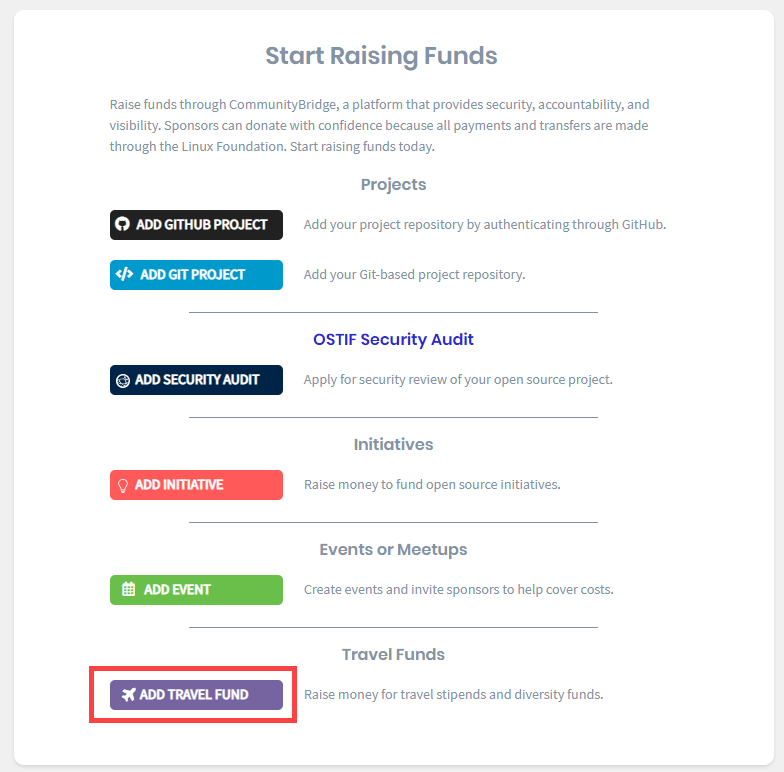 Start Raising Funds
Raise funds through CommunityBridge, a platform that provides security, accountability, and
visibility. Sponsors can donate with confidence because all payments and transfers are made
through the Linux Foundation. Start raising funds today.
Projects
ADD GITHUB PROJECT Add your project repository by authenticating through GitHub.
ADD GIT PROJECT Add your Git-based project repository.
OSTIF Security Audit
ADD SECURITY AUDIT Apply for security review of your open source project.
Initiatives
ADD INITIATIVE Raise money to fund open source initiatives.
Events or Meetups
ADD EVENT Create events and invite sponsors to help cover costs.
Travel Funds
ADD TRAVEL FUND Raise money for travel stipends and diversity funds.